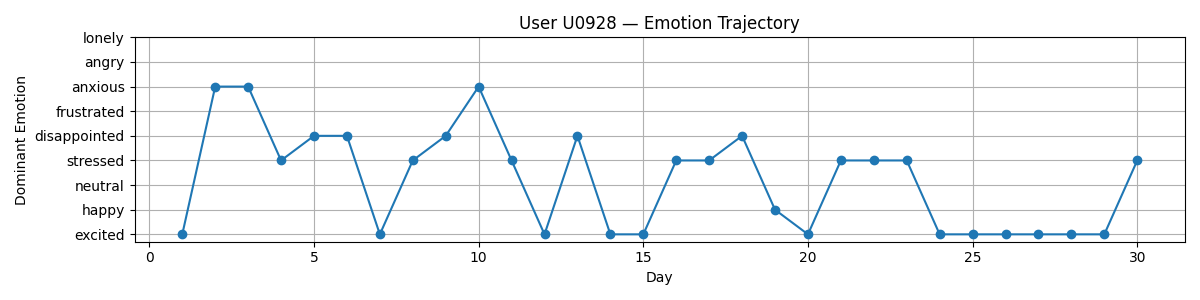 User U0928 — Emotion Trajectory
Dominant Emotion
lonely
angry
anxious
frustrated
disappointed
stressed
neutral
happy
excited
0 5 10 15 20 25 30
Day